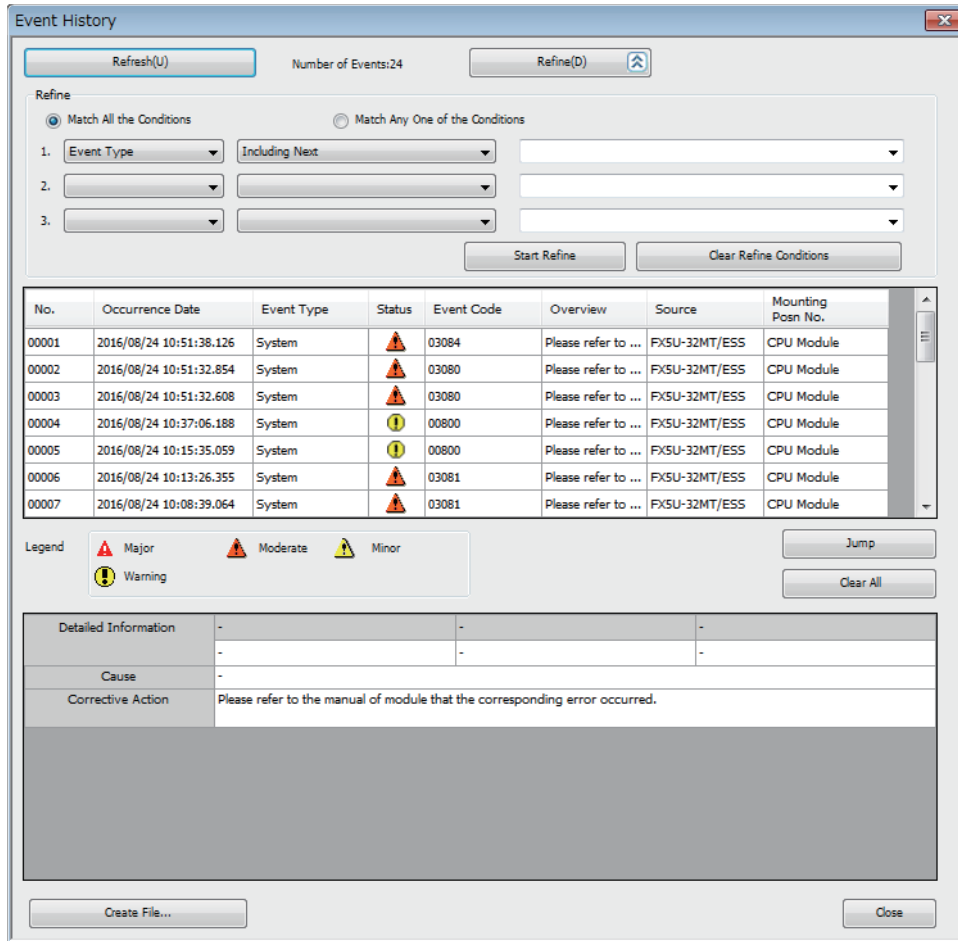 Event History
Refresh(U) Number of Events:24 Refine(D)
Refine
Match All the Conditions Match Any One of the Conditions
1. Event Type Including Next
2.
3.
Start Refine Clear Refine Conditions
No. Occurrence Date Event Type Status Event Code Overview Source Mounting Posn No.
00001 2016/08/24 10:51:38.126 System 03084 Please refer to ... FX5U-32MT/ESS CPU Module
00002 2016/08/24 10:51:32.854 System 03080 Please refer to ... FX5U-32MT/ESS CPU Module
00003 2016/08/24 10:51:32.608 System 03080 Please refer to ... FX5U-32MT/ESS CPU Module
00004 2016/08/24 10:37:06.188 System 00800 Please refer to ... FX5U-32MT/ESS CPU Module
00005 2016/08/24 10:15:35.059 System 00800 Please refer to ... FX5U-32MT/ESS CPU Module
00006 2016/08/24 10:13:26.355 System 03081 Please refer to ... FX5U-32MT/ESS CPU Module
00007 2016/08/24 10:08:39.064 System 03081 Please refer to ... FX5U-32MT/ESS CPU Module
Legend Major Moderate Minor Jump
Warning Clear All
Detailed Information - - -
- - -
Cause -
Corrective Action Please refer to the manual of module that the corresponding error occurred.
Create File... Close